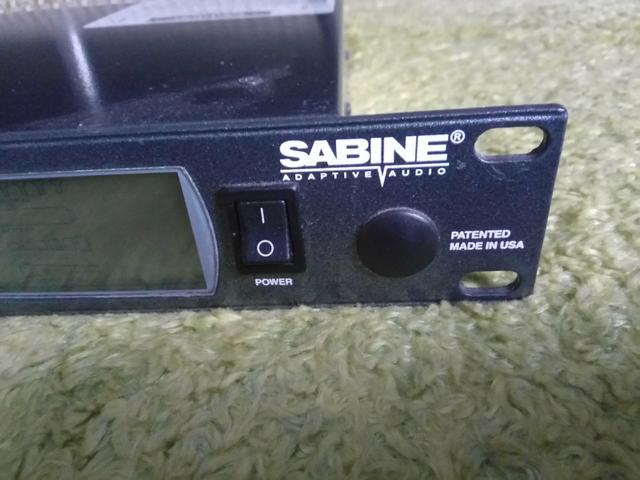 SABINE®
ADAPTIVE AUDIO
I
O
POWER
PATENTED
MADE IN USA